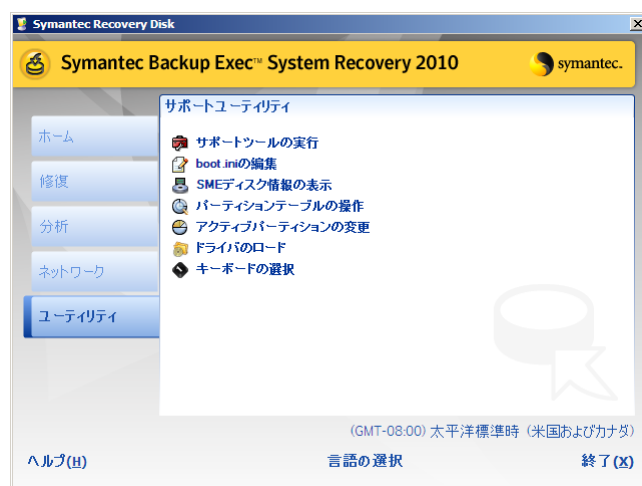 Symantec Recovery Disk
Symantec Backup Exec™ System Recovery 2010
symantec.
ホーム
修復
分析
ネットワーク
ユーティリティ
サポートユーティリティ
サポートツールの実行
boot.iniの編集
SMEディスク情報の表示
パーティションテーブルの操作
アクティブパーティションの変更
ドライバのロード
キーボードの選択
(GMT-08:00) 太平洋標準時 (米国およびカナダ)
ヘルプ(H)
言語の選択
終了(X)